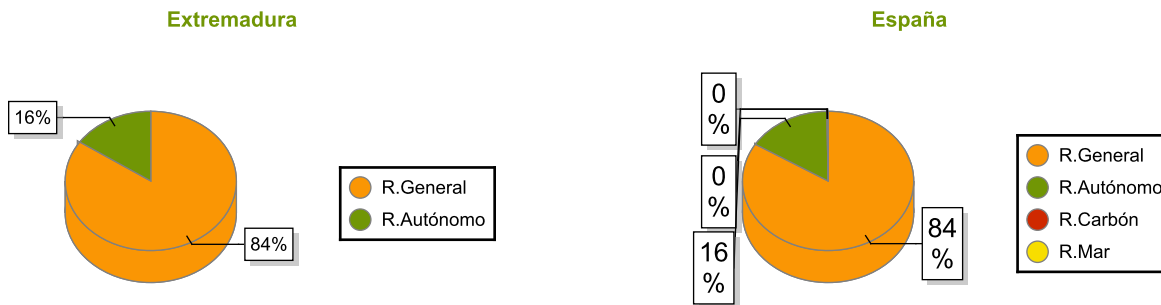 Extremadura
16%
84%
R.General
R.Autónomo
España
0
%
0
%
16
%
84
%
R.General
R.Autónomo
R.Carbón
R.Mar